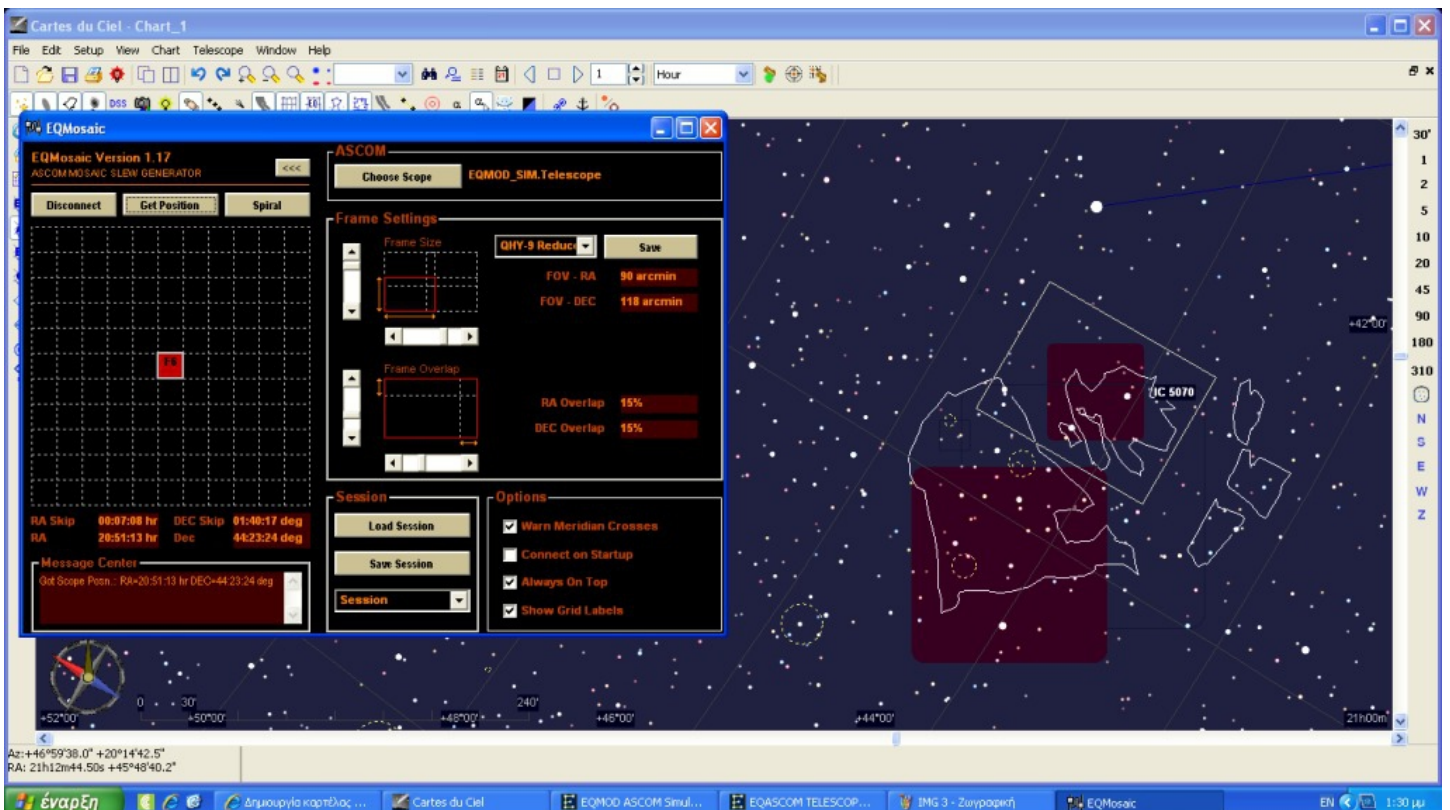 Cartes du Ciel - Chart_1
File Edit Setup View Chart Telescope Window Help
1 Hour
DSS
EQMosaic
EQMosaic Version 1.17
ASCOM MOSAIC SLEW GENERATOR
<<<
Disconnect Get Position Spiral
F6
RA Skip 00:07:08 hr DEC Skip 01:40:17 deg
RA 20:51:13 hr Dec 44:23:24 deg
Message Center
Got Scope Posn.: RA=20:51:13 hr DEC=44:23:24 deg
ASCOM
Choose Scope EQMOD_SIM.Telescope
Frame Settings
Frame Size
QHY-9 Reduc Save
FOV - RA 90 arcmin
FOV - DEC 118 arcmin
Frame Overlap
RA Overlap 15%
DEC Overlap 15%
Session
Load Session
Save Session
Session
Options
Warn Meridian Crosses
Connect on Startup
Always On Top
Show Grid Labels
IC 5070
+42°00'
30'
1
2
5
10
20
45
90
180
310
N
S
E
W
Z
0 30' 240'
+52°00' +50°00' +48°00' +46°00' +44°00' 21h00m
Az:+46°59'38.0" +20°14'42.5"
RA: 21h12m44.50s +45°48'40.2"
έναρξη
Δημιουργία καρτέλας ...
Cartes du Ciel
EQMOD ASCOM Simul...
EQASCOM TELESCOP...
IMG 3 - Ζωγραφική
EQMosaic
EN
1:30 μμ